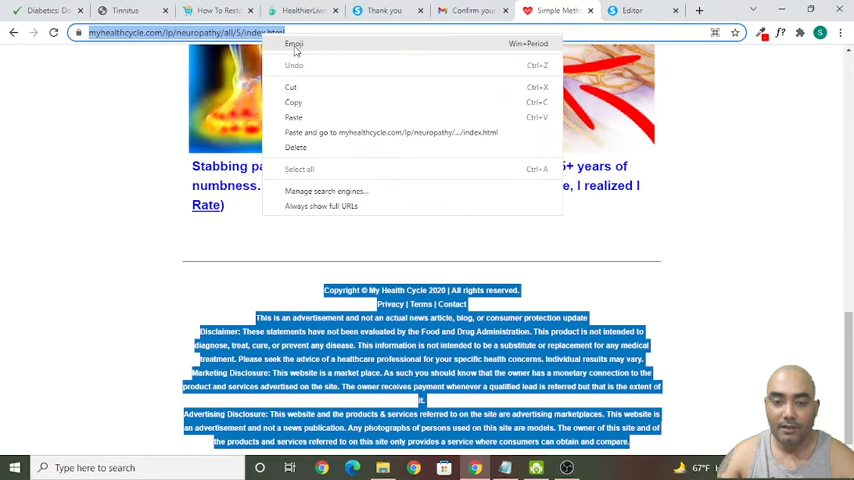 Diabetics: Do
Tinnitus
How To Resto
HealthierLivin
Thank you
Confirm your
Simple Metho
Editor
myhealthcycle.com/lp/neuropathy/all/5/index.html
Emoji Win+Period
Undo Ctrl+Z
Cut Ctrl+X
Copy Ctrl+C
Paste Ctrl+V
Paste and go to myhealthcycle.com/lp/neuropathy/.../index.html
Delete
Select all Ctrl+A
Manage search engines...
Always show full URLs
Stabbing pa 5+ years of
numbness. e, I realized I
Rate)
Copyright © My Health Cycle 2020 | All rights reserved.
Privacy | Terms | Contact
This is an advertisement and not an actual news article, blog, or consumer protection update
Disclaimer: These statements have not been evaluated by the Food and Drug Administration. This product is not intended to
diagnose, treat, cure, or prevent any disease. This information is not intended to be a substitute or replacement for any medical
treatment. Please seek the advice of a healthcare professional for your specific health concerns. Individual results may vary.
Marketing Disclosure: This website is a market place. As such you should know that the owner has a monetary connection to the
product and services advertised on the site. The owner receives payment whenever a qualified lead is referred but that is the extent of
it.
Advertising Disclosure: This website and the products & services referred to on the site are advertising marketplaces. This website is
an advertisement and not a news publication. Any photographs of persons used on this site are models. The owner of this site and of
the products and services referred to on this site only provides a service where consumers can obtain and compare.
Type here to search
67°F